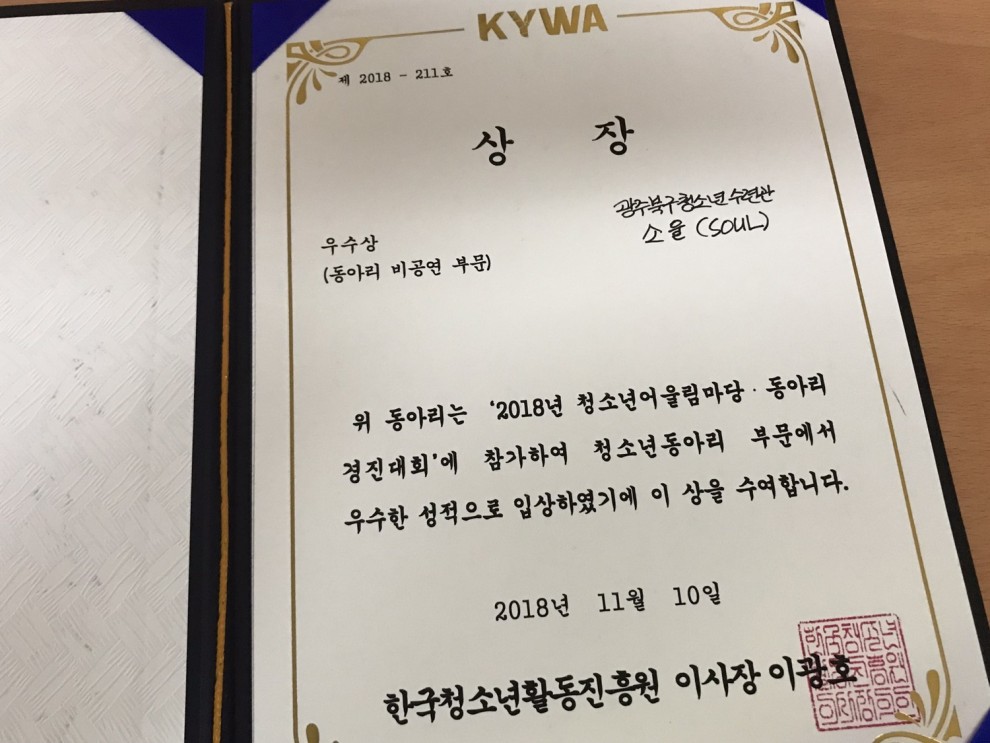 KYWA
제 2018 - 211호
상 장
광주북구청소년수련관
소울 (SOUL)
우수상
(동아리 비공연 부문)
위 동아리는 '2018년 청소년어울림마당·동아리
경진대회'에 참가하여 청소년동아리 부문에서
우수한 성적으로 입상하였기에 이 상을 수여합니다.
2018년 11월 10일
한국청소년활동진흥원 이사장 이광호